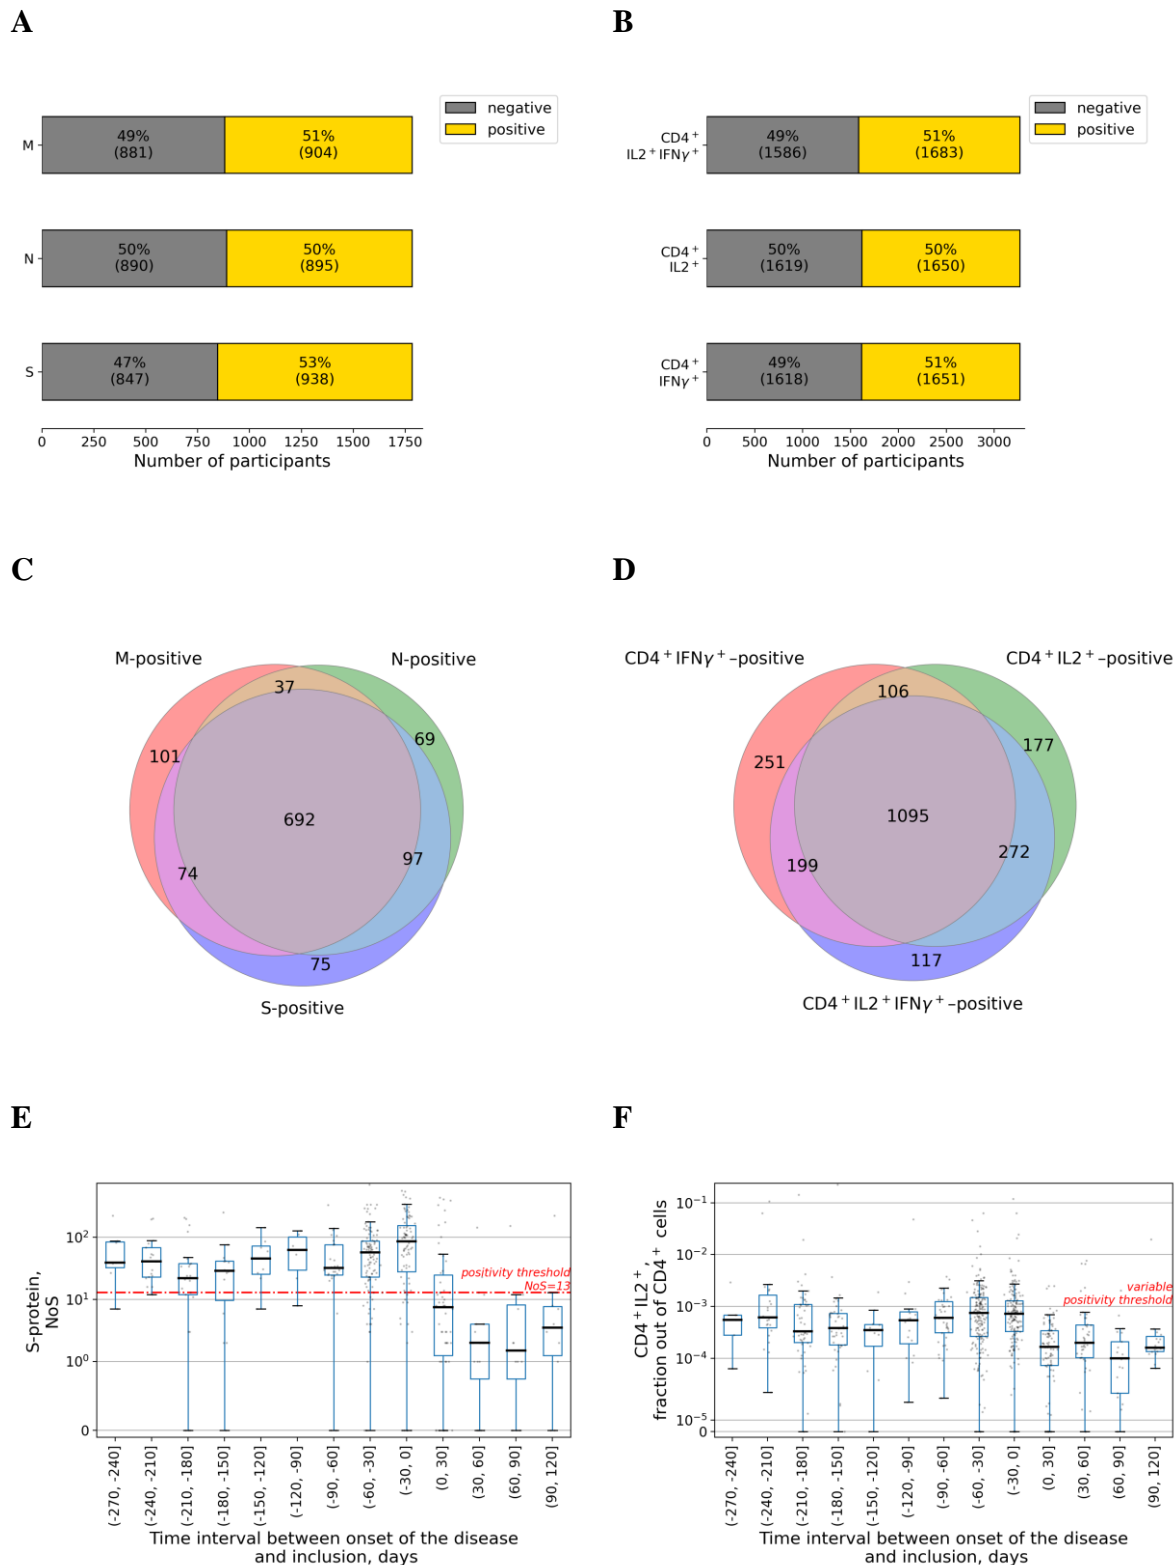 A
B
negative
positive
M
49%
(881)
51%
(904)
N
50%
(890)
50%
(895)
S
47%
(847)
53%
(938)
0 250 500 750 1000 1250 1500 1750
Number of participants
negative
positive
CD4⁺
IL2⁺IFNγ⁺
49%
(1586)
51%
(1683)
CD4⁺
IL2⁺
50%
(1619)
50%
(1650)
CD4⁺
IFNγ⁺
49%
(1618)
51%
(1651)
0 500 1000 1500 2000 2500 3000
Number of participants
C
D
M-positive
N-positive
37
101
69
692
74
97
75
S-positive
CD4⁺IFNγ⁺–positive
CD4⁺IL2⁺–positive
106
251
177
1095
199
272
117
CD4⁺IL2⁺IFNγ⁺–positive
E
F
S-protein,
NoS
10²
10¹
10⁰
0
positivity threshold
NoS=13
(-270, -240]
(-240, -210]
(-210, -180]
(-180, -150]
(-150, -120]
(-120, -90]
(-90, -60]
(-60, -30]
(-30, 0]
(0, 30]
(30, 60]
(60, 90]
(90, 120]
Time interval between onset of the disease
and inclusion, days
CD4⁺IL2⁺,
fraction out of CD4⁺ cells
10⁻¹
10⁻²
10⁻³
10⁻⁴
10⁻⁵
0
variable
positivity threshold
(-270, -240]
(-240, -210]
(-210, -180]
(-180, -150]
(-150, -120]
(-120, -90]
(-90, -60]
(-60, -30]
(-30, 0]
(0, 30]
(30, 60]
(60, 90]
(90, 120]
Time interval between onset of the disease
and inclusion, days